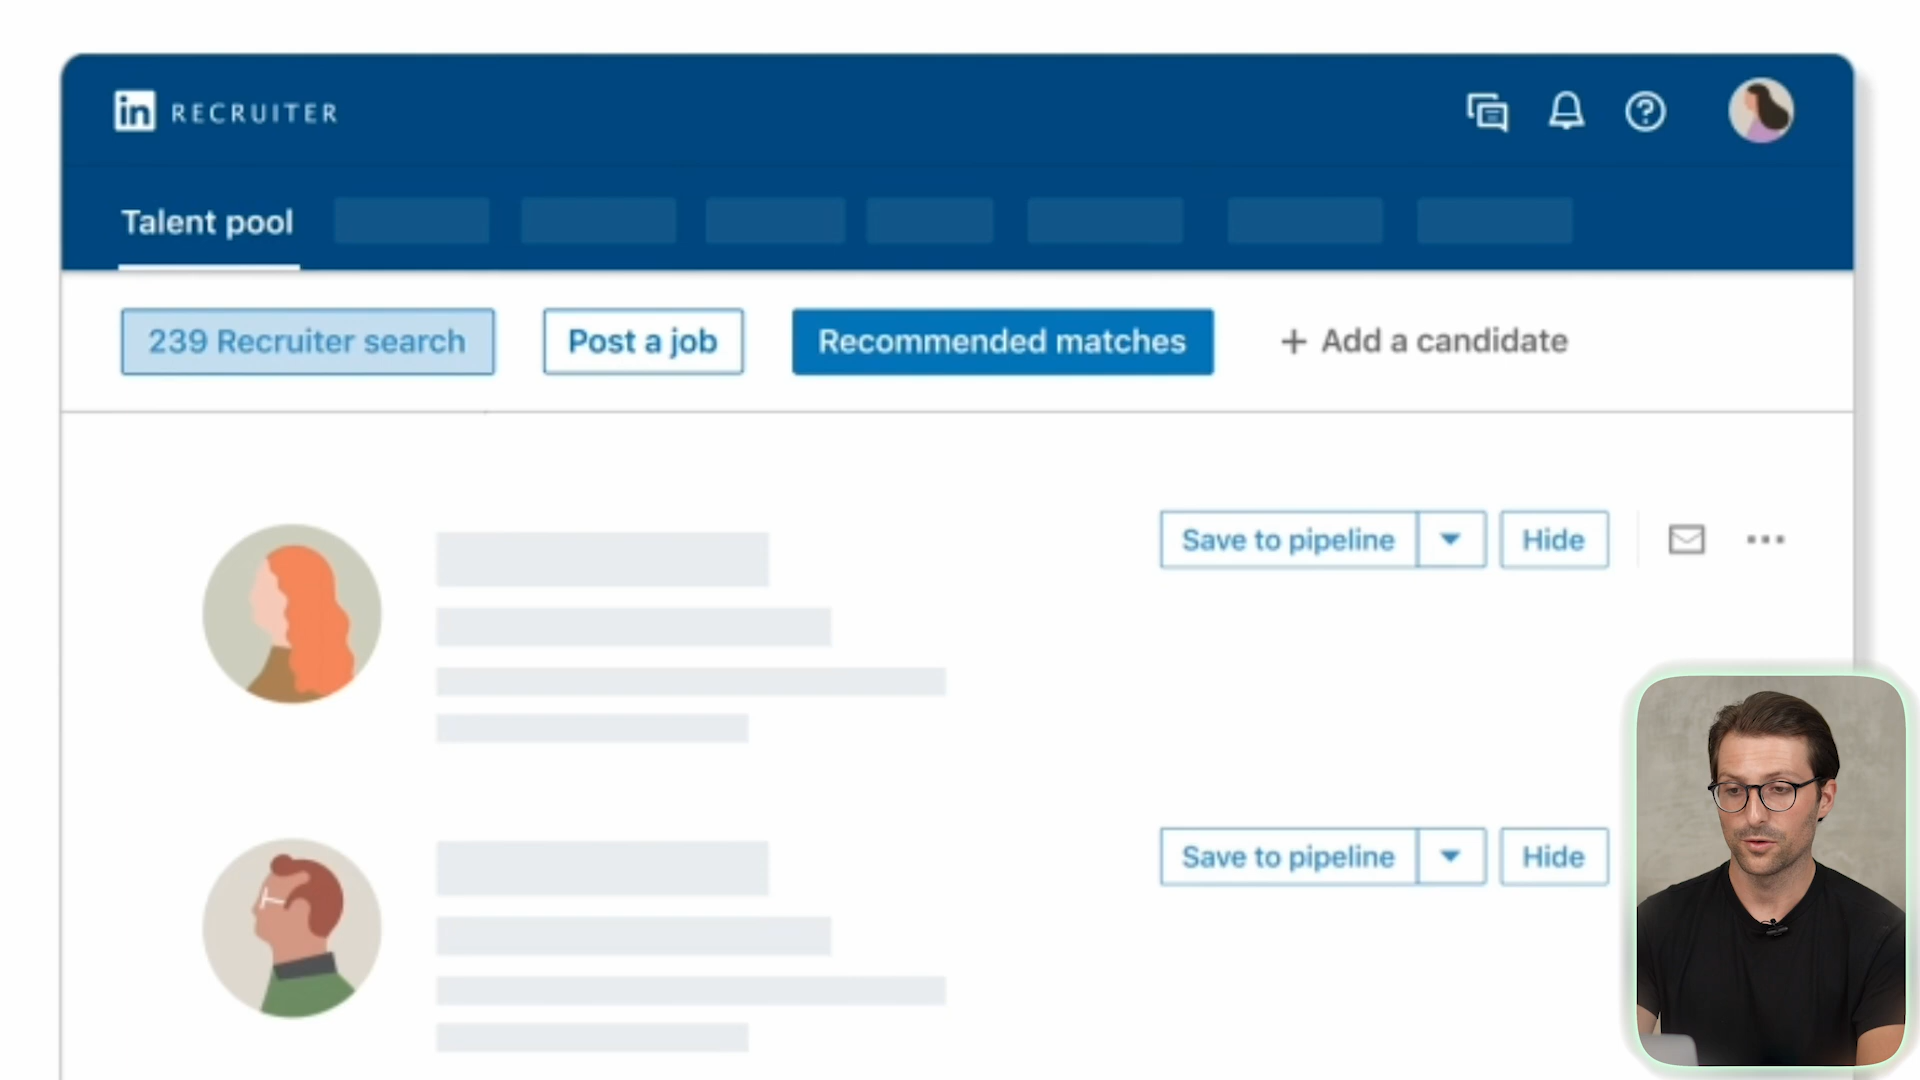 in RECRUITER
Talent pool
239 Recruiter search Post a job Recommended matches + Add a candidate
Save to pipeline Hide
Save to pipeline Hide